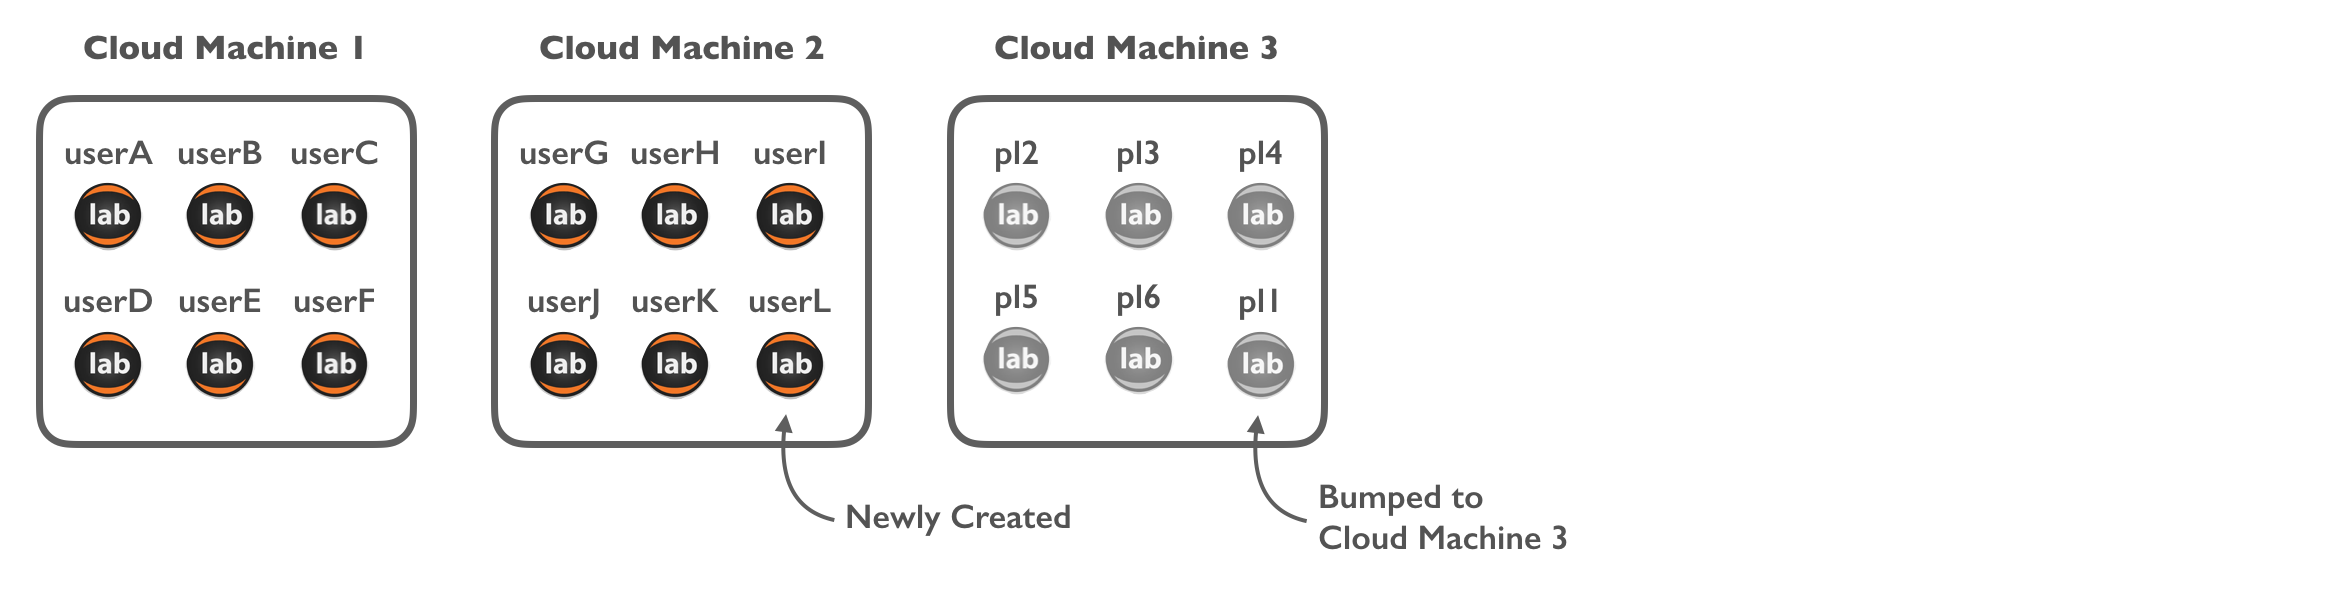 Cloud Machine 1 Cloud Machine 2 Cloud Machine 3
userA userB userC userG userH userI pl2 pl3 pl4
lab lab lab lab lab lab lab lab lab
userD userE userF userJ userK userL pl5 pl6 pl1
lab lab lab lab lab lab lab lab lab
Newly Created
Bumped to
Cloud Machine 3